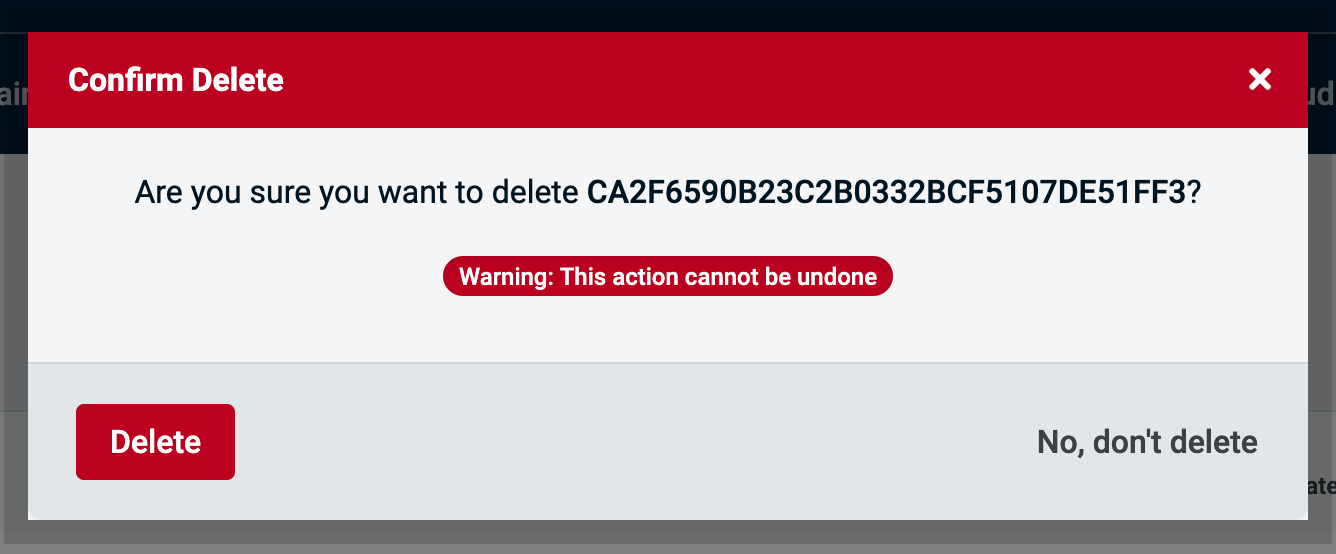 Confirm Delete
Are you sure you want to delete CA2F6590B23C2B0332BCF5107DE51FF3?
Warning: This action cannot be undone
Delete
No, don't delete